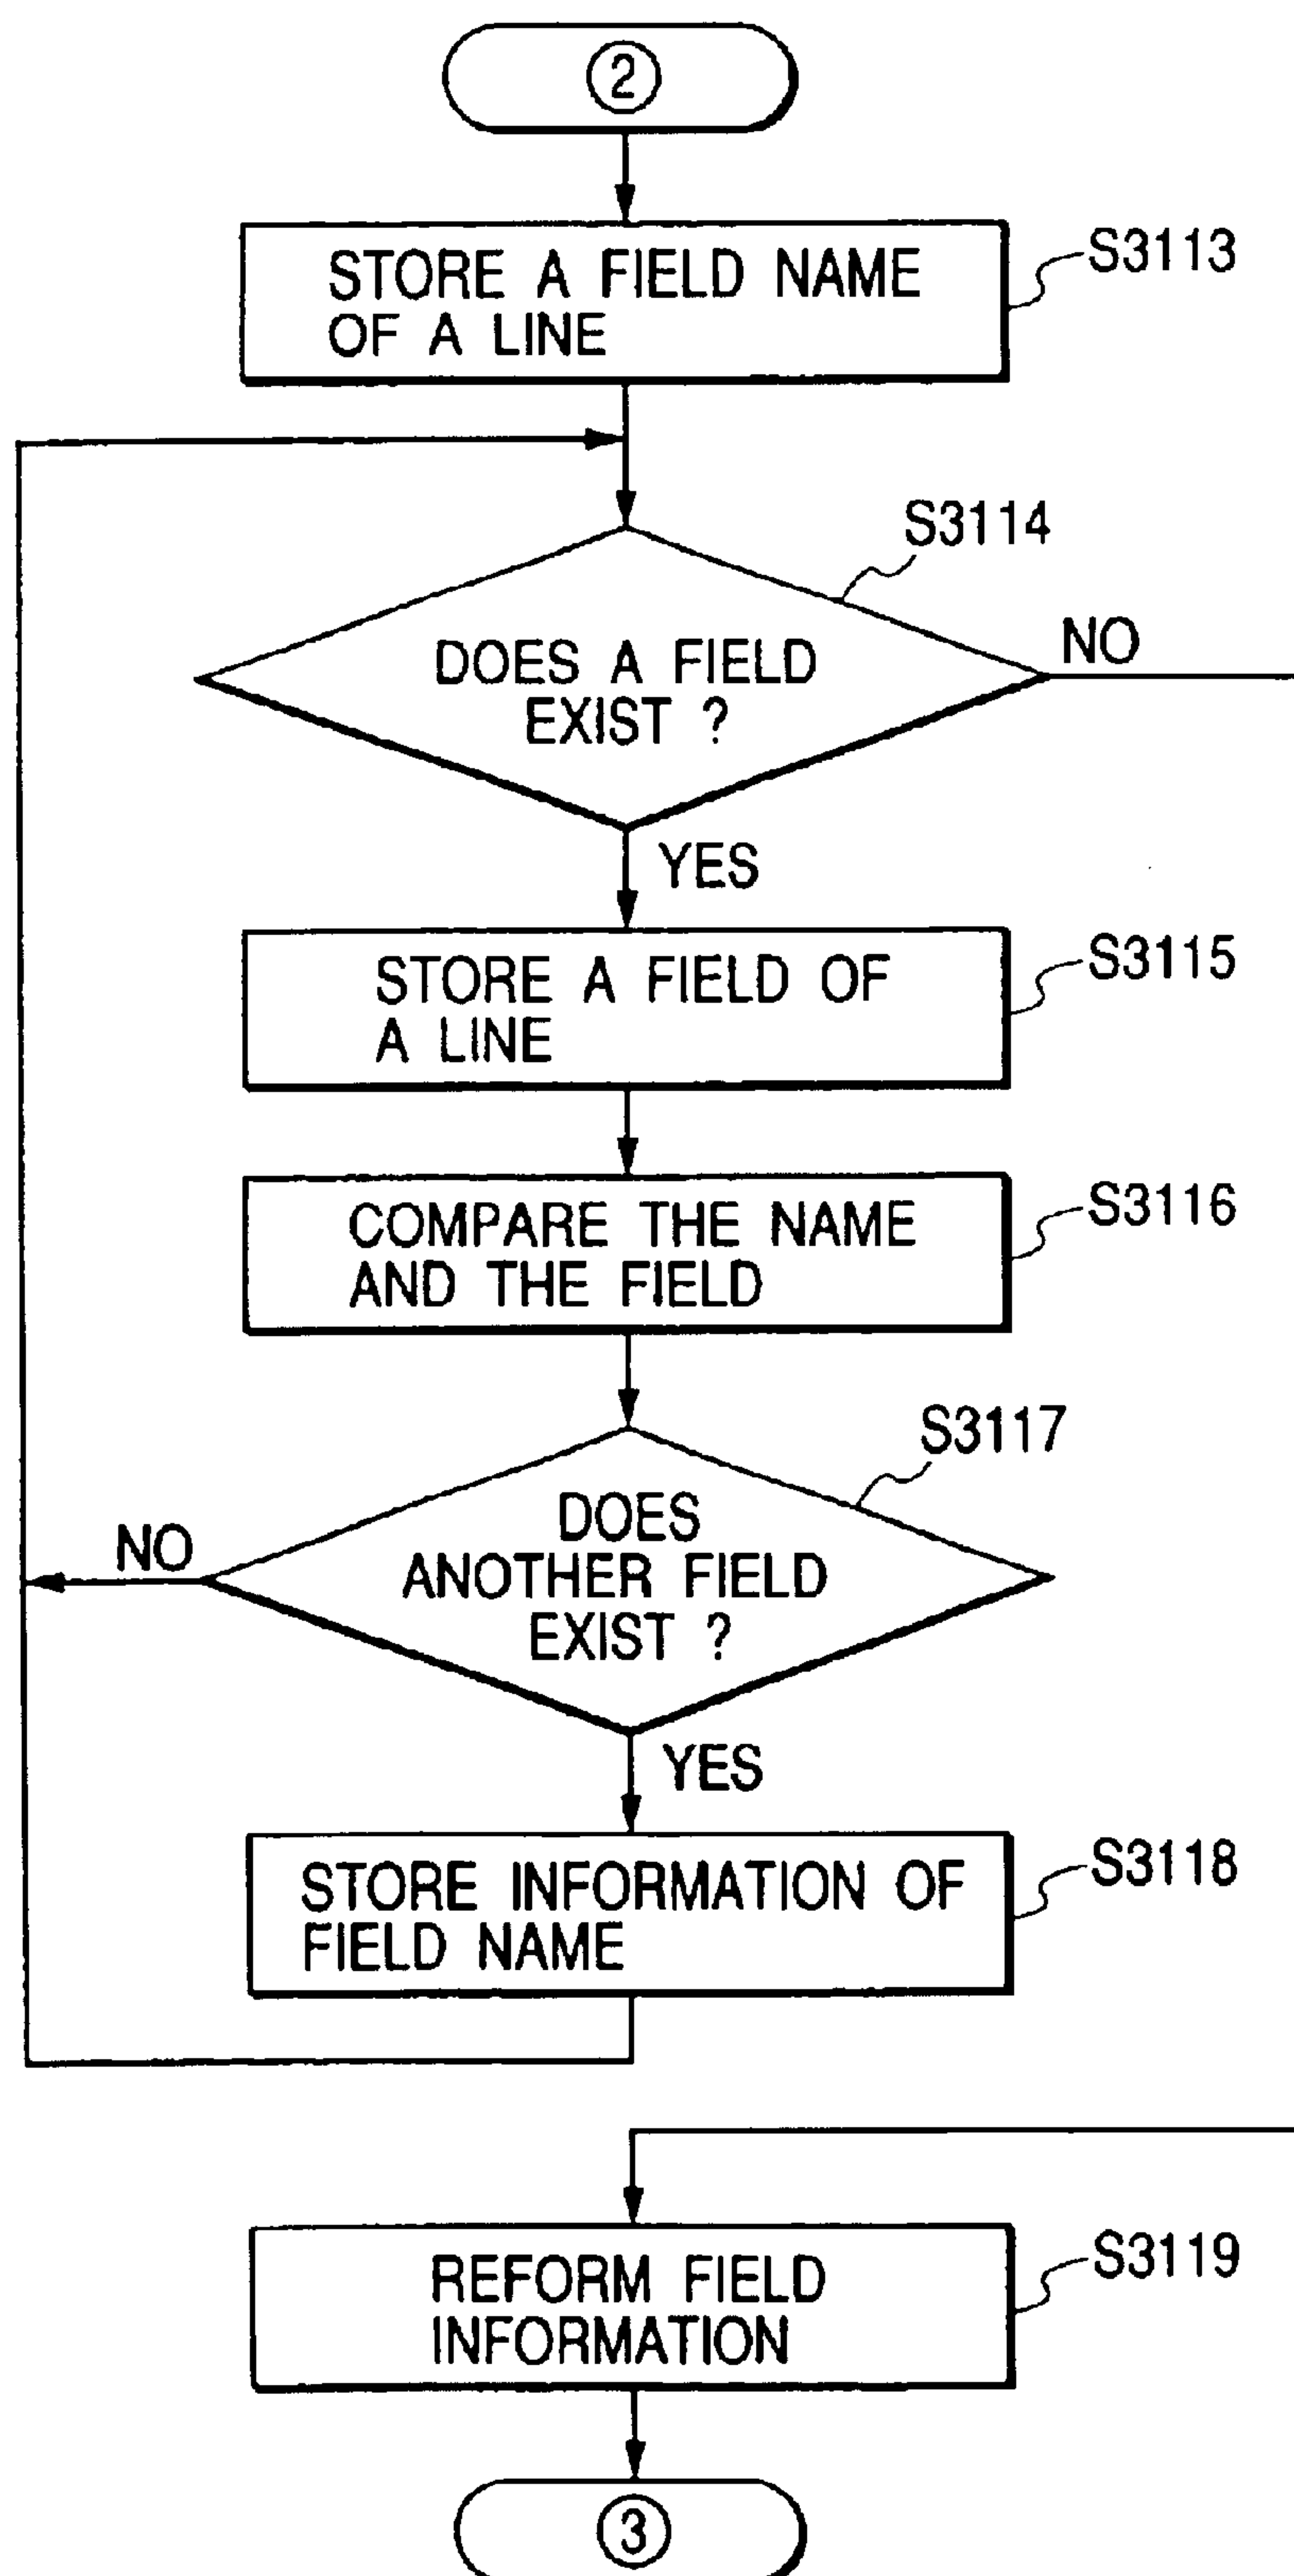 2
STORE A FIELD NAME
OF A LINE
S3113
S3114
DOES A FIELD
EXIST ?
NO
YES
STORE A FIELD OF
A LINE
S3115
COMPARE THE NAME
AND THE FIELD
S3116
S3117
DOES
ANOTHER FIELD
EXIST ?
NO
YES
STORE INFORMATION OF
FIELD NAME
S3118
REFORM FIELD
INFORMATION
S3119
3